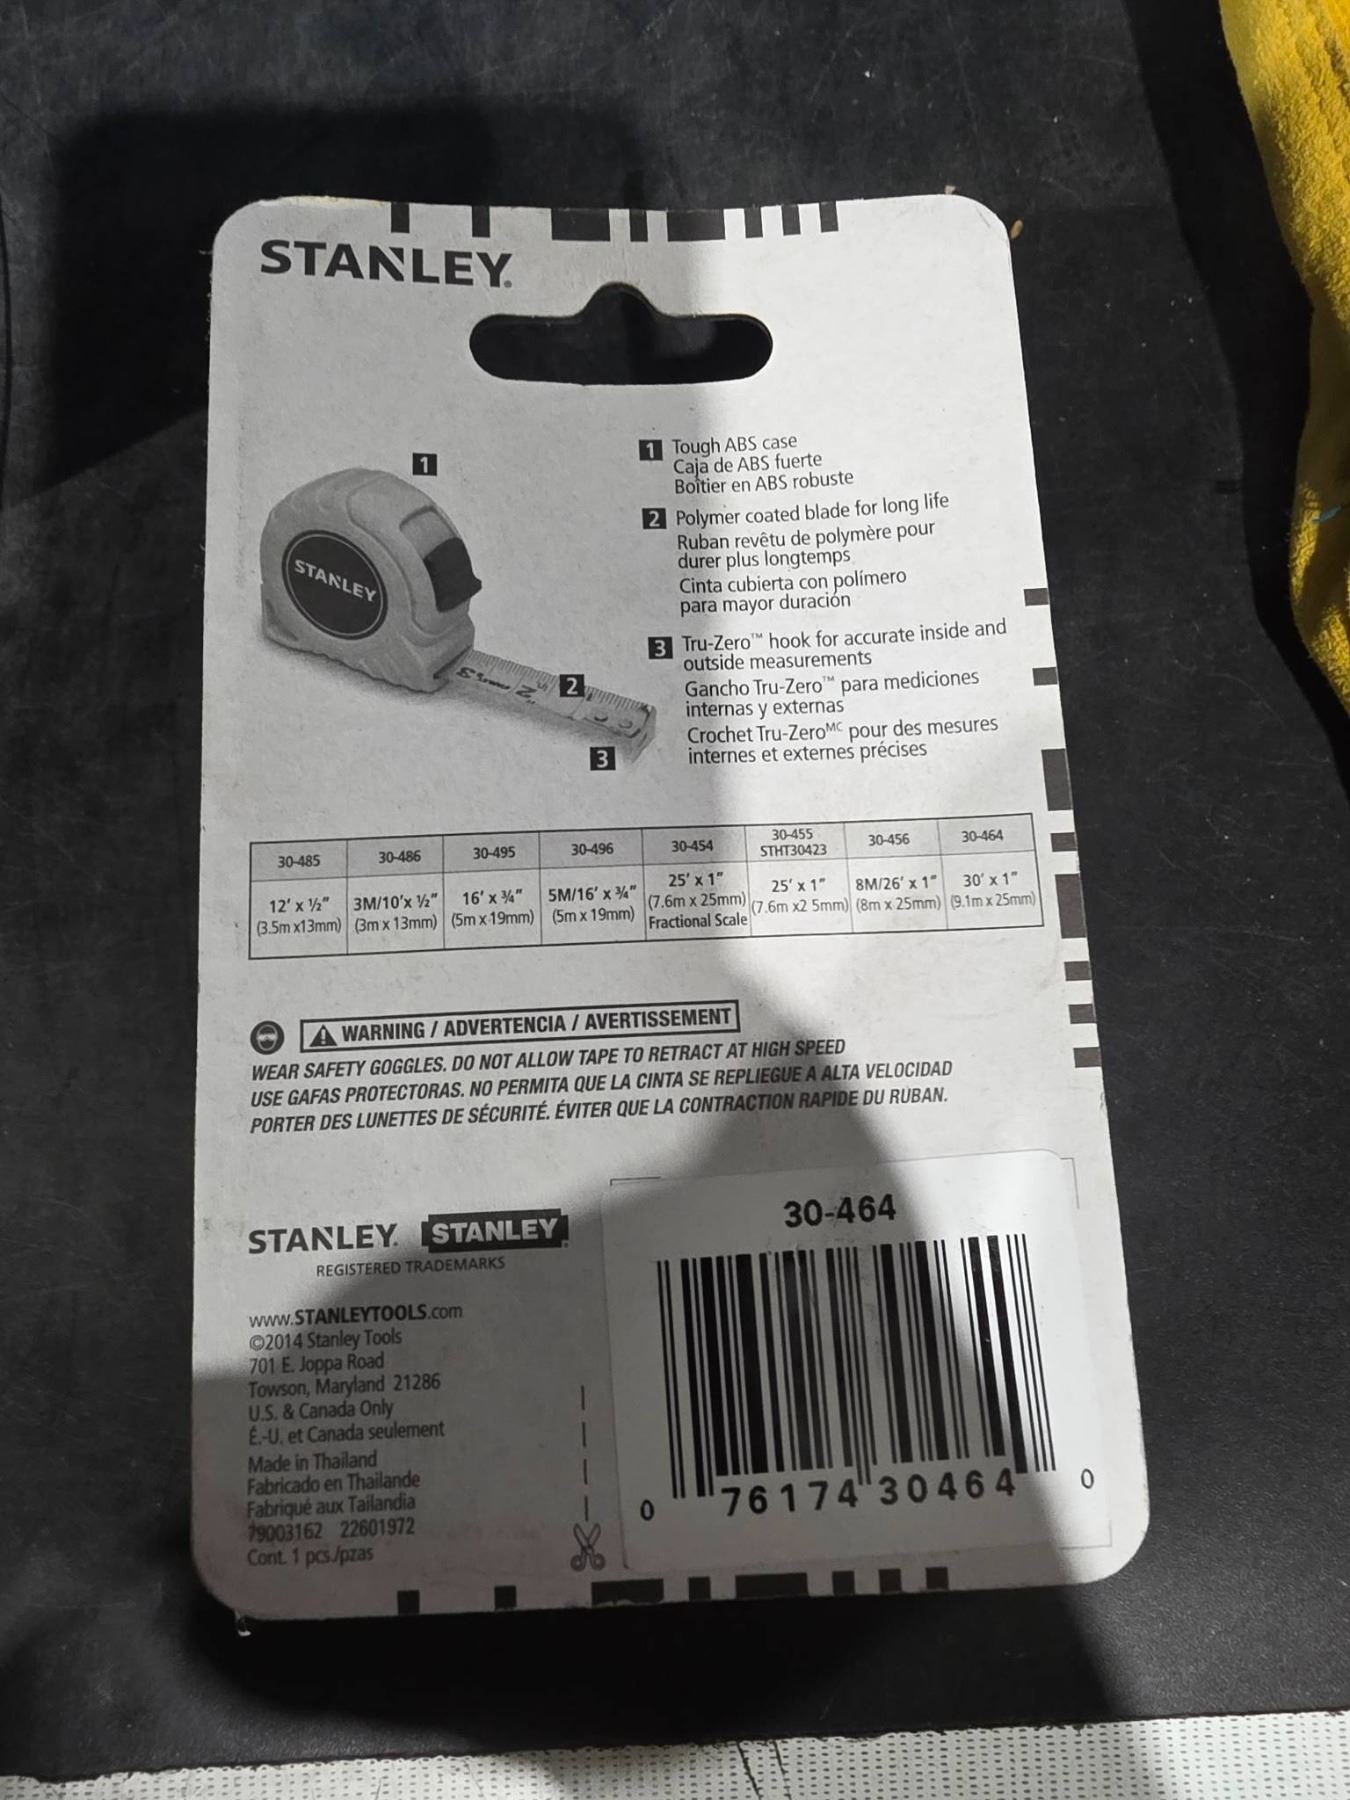 STANLEY®
1
STANLEY
2
3
1 Tough ABS case
Caja de ABS fuerte
Boîtier en ABS robuste
2 Polymer coated blade for long life
Ruban revêtu de polymère pour
durer plus longtemps
Cinta cubierta con polímero
para mayor duración
3 Tru-Zero™ hook for accurate inside and
outside measurements
Gancho Tru-Zero™ para mediciones
internas y externas
Crochet Tru-Zeroᴹᶜ pour des mesures
internes et externes précises
30-485 30-486 30-495 30-496 30-454 30-455 STHT30423 30-456 30-464
12' x ½" (3.5m x13mm)
3M/10'x ½" (3m x 13mm)
16' x ¾" (5m x 19mm)
5M/16' x ¾" (5m x 19mm)
25' x 1" (7.6m x 25mm) Fractional Scale
25' x 1" (7.6m x2 5mm)
8M/26' x 1" (8m x 25mm)
30' x 1" (9.1m x 25mm)
WARNING / ADVERTENCIA / AVERTISSEMENT
WEAR SAFETY GOGGLES. DO NOT ALLOW TAPE TO RETRACT AT HIGH SPEED
USE GAFAS PROTECTORAS. NO PERMITA QUE LA CINTA SE REPLIEGUE A ALTA VELOCIDAD
PORTER DES LUNETTES DE SÉCURITÉ. ÉVITER QUE LA CONTRACTION RAPIDE DU RUBAN.
STANLEY. STANLEY
REGISTERED TRADEMARKS
www.STANLEYTOOLS.com
©2014 Stanley Tools
701 E. Joppa Road
Towson, Maryland 21286
U.S. & Canada Only
É.-U. et Canada seulement
Made in Thailand
Fabricado en Thailande
Fabriqué aux Tailandia
79003162 22601972
Cont. 1 pcs./pzas
30-464
0 76174 30464 0